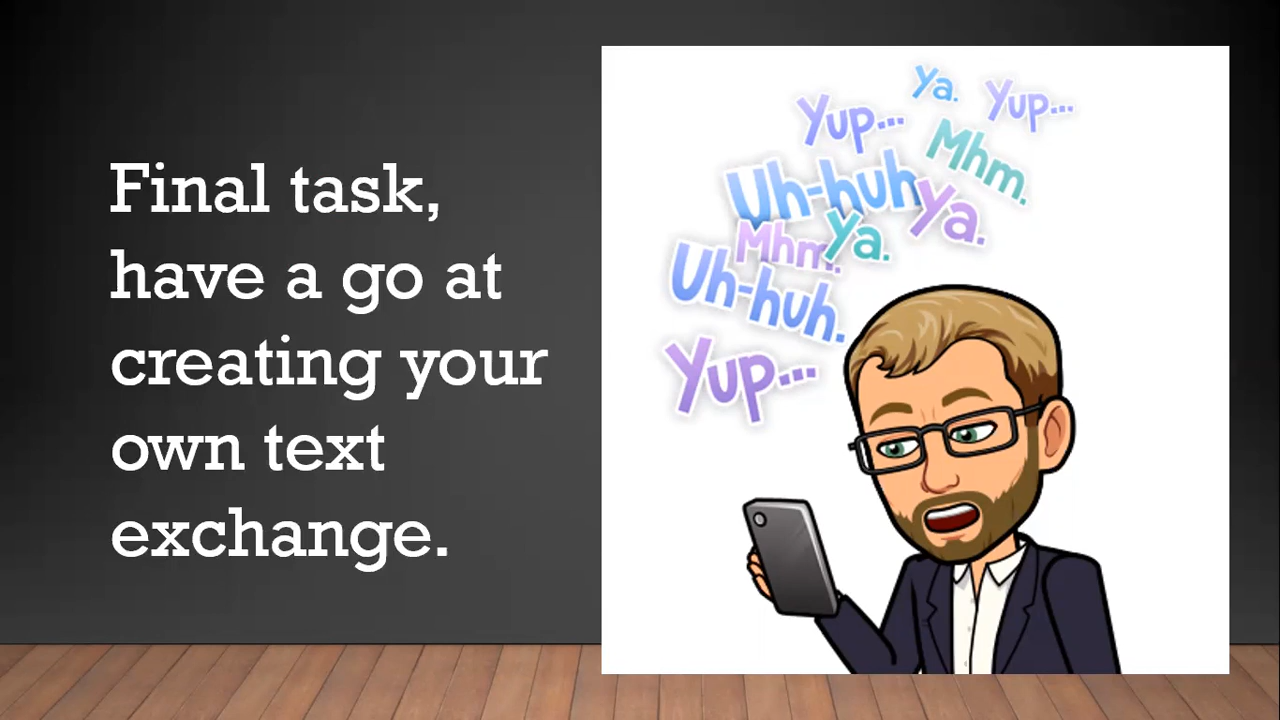 Final task,
have a go at
creating your
own text
exchange.
Ya.
Yup...
Yup...
Mhm.
Uh-huh
Ya.
Mhm.
Ya.
Uh-huh.
Yup...